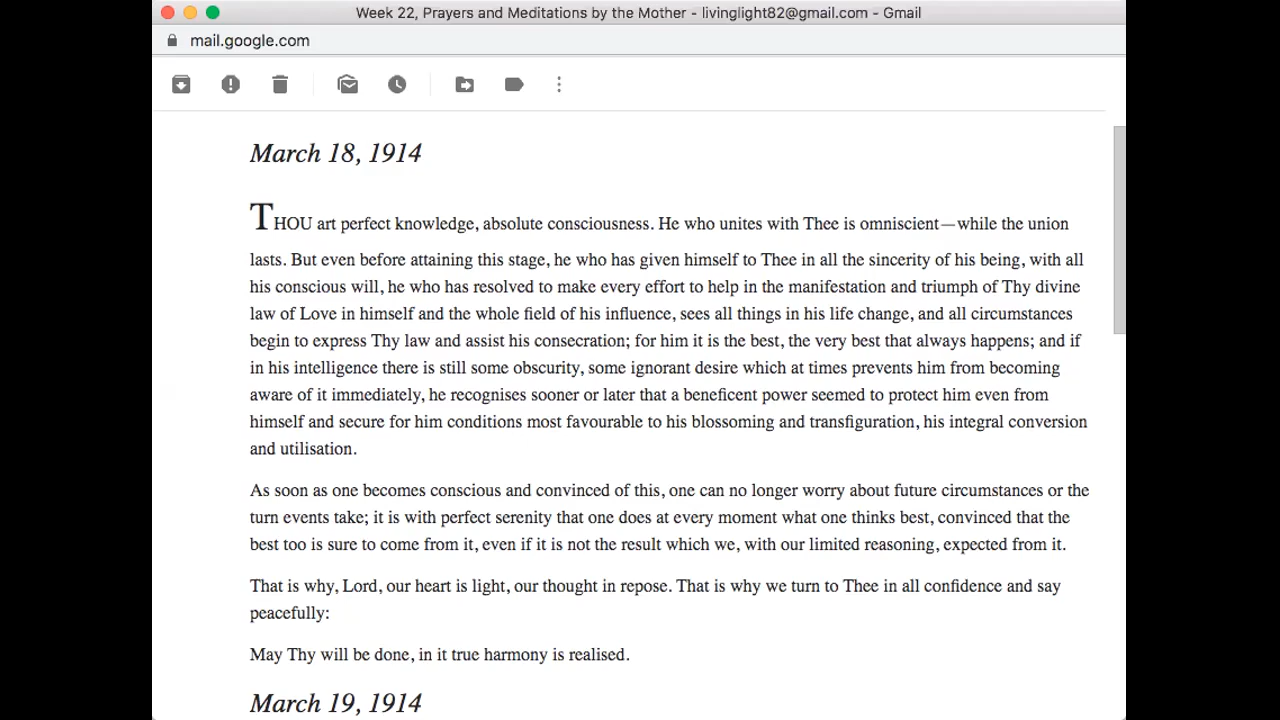 Week 22, Prayers and Meditations by the Mother - livinglight82@gmail.com - Gmail
mail.google.com
March 18, 1914
THOU art perfect knowledge, absolute consciousness. He who unites with Thee is omniscient—while the union
lasts. But even before attaining this stage, he who has given himself to Thee in all the sincerity of his being, with all
his conscious will, he who has resolved to make every effort to help in the manifestation and triumph of Thy divine
law of Love in himself and the whole field of his influence, sees all things in his life change, and all circumstances
begin to express Thy law and assist his consecration; for him it is the best, the very best that always happens; and if
in his intelligence there is still some obscurity, some ignorant desire which at times prevents him from becoming
aware of it immediately, he recognises sooner or later that a beneficent power seemed to protect him even from
himself and secure for him conditions most favourable to his blossoming and transfiguration, his integral conversion
and utilisation.
As soon as one becomes conscious and convinced of this, one can no longer worry about future circumstances or the
turn events take; it is with perfect serenity that one does at every moment what one thinks best, convinced that the
best too is sure to come from it, even if it is not the result which we, with our limited reasoning, expected from it.
That is why, Lord, our heart is light, our thought in repose. That is why we turn to Thee in all confidence and say
peacefully:
May Thy will be done, in it true harmony is realised.
March 19, 1914